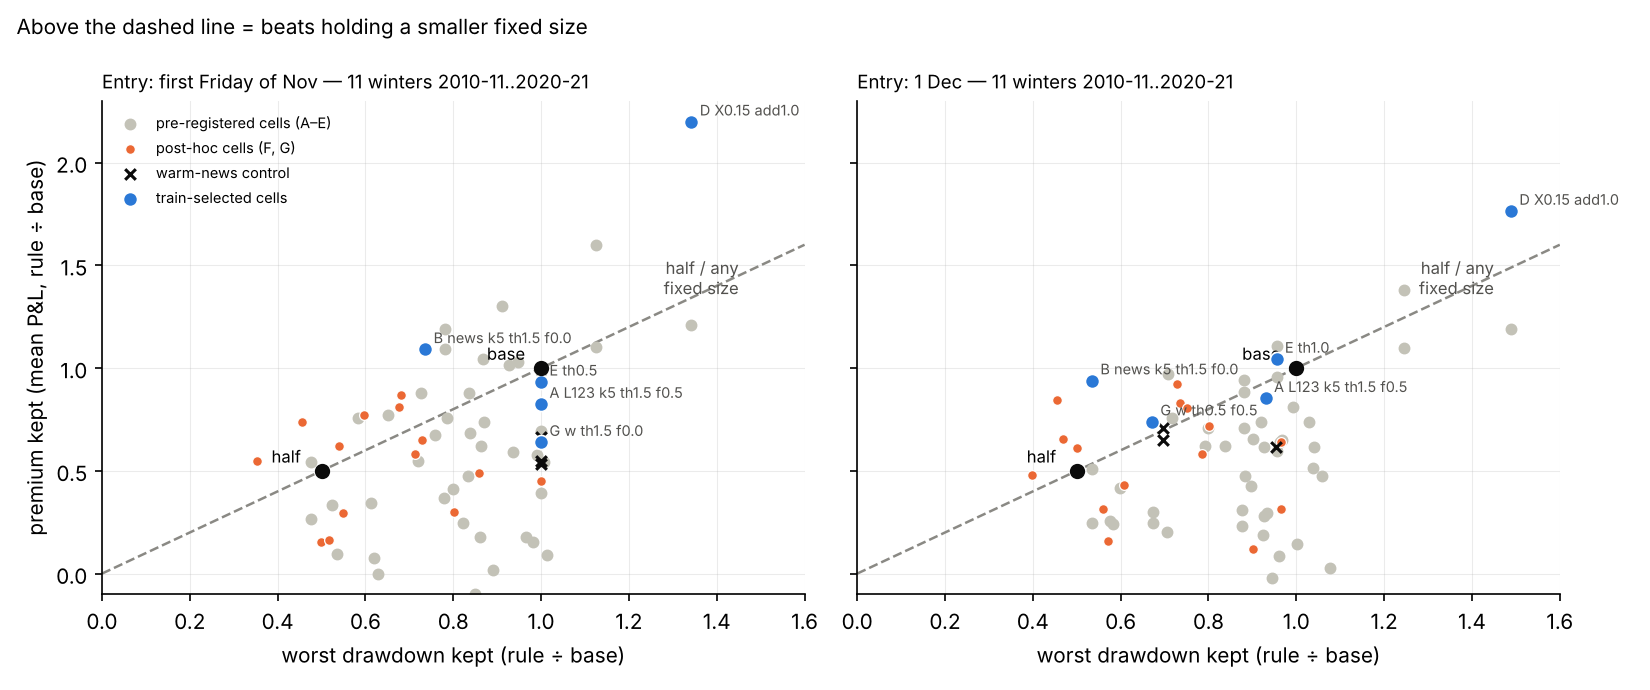 Above the dashed line = beats holding a smaller fixed size
Entry: first Friday of Nov — 11 winters 2010-11..2020-21
pre-registered cells (A–E)
post-hoc cells (F, G)
warm-news control
train-selected cells
D X0.15 add1.0
half / any
fixed size
B news k5 th1.5 f0.0
base
E th0.5
A L123 k5 th1.5 f0.5
G w th1.5 f0.0
half
premium kept (mean P&L, rule ÷ base)
2.0
1.5
1.0
0.5
0.0
0.0 0.2 0.4 0.6 0.8 1.0 1.2 1.4 1.6
worst drawdown kept (rule ÷ base)
Entry: 1 Dec — 11 winters 2010-11..2020-21
D X0.15 add1.0
half / any
fixed size
base
E th1.0
B news k5 th1.5 f0.0
A L123 k5 th1.5 f0.5
G w th0.5 f0.5
half
0.0 0.2 0.4 0.6 0.8 1.0 1.2 1.4 1.6
worst drawdown kept (rule ÷ base)